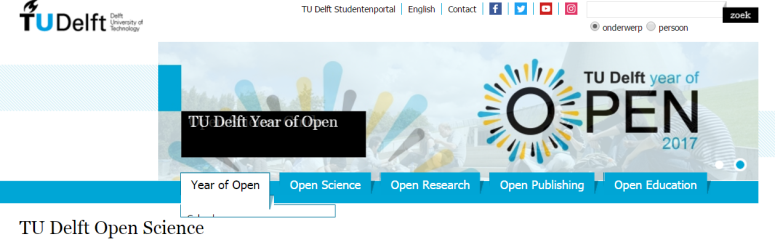 TU Delft Delft University of Technology
TU Delft Studentenportal English Contact
zoek
onderwerp persoon
TU Delft year of
OPEN
2017
TU Delft Year of Open
Year of Open Open Science Open Research Open Publishing Open Education
TU Delft Open Science